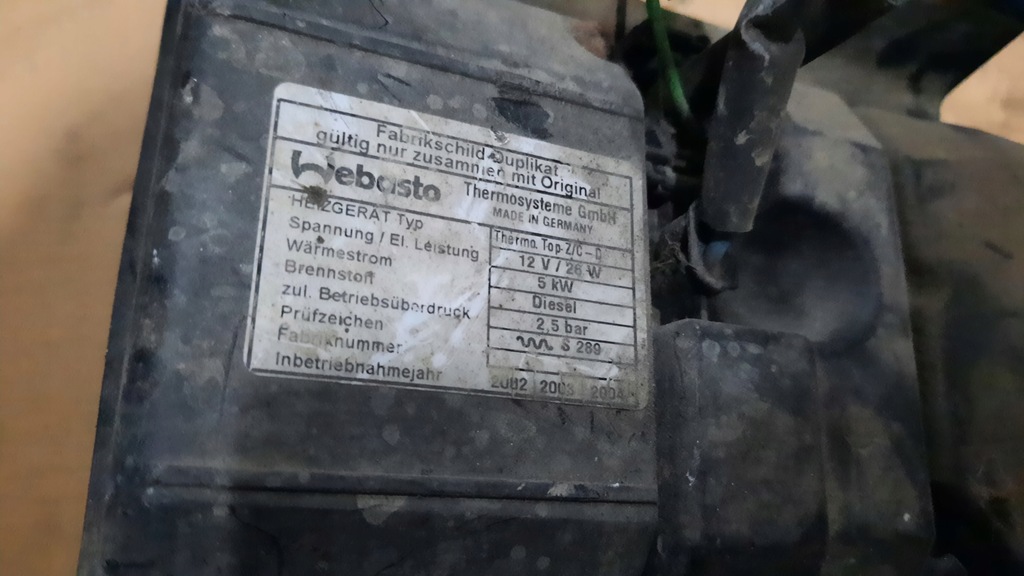 Fabrikschild-Duplikat
gültig nur zusammen mit Original
Webasto Thermosysteme GmbH
MADE IN GERMANY
HEIZGERÄT Typ Thermo Top-Z/C-D
Spannung / El. Leistung 12 V / 26 W
Wärmestrom 5 kW
Brennstoff Diesel
zul. Betriebsüberdruck 2,5 bar
Prüfzeichen S 289
Fabriknummer
Inbetriebnahmejahr 2002 2003 2004